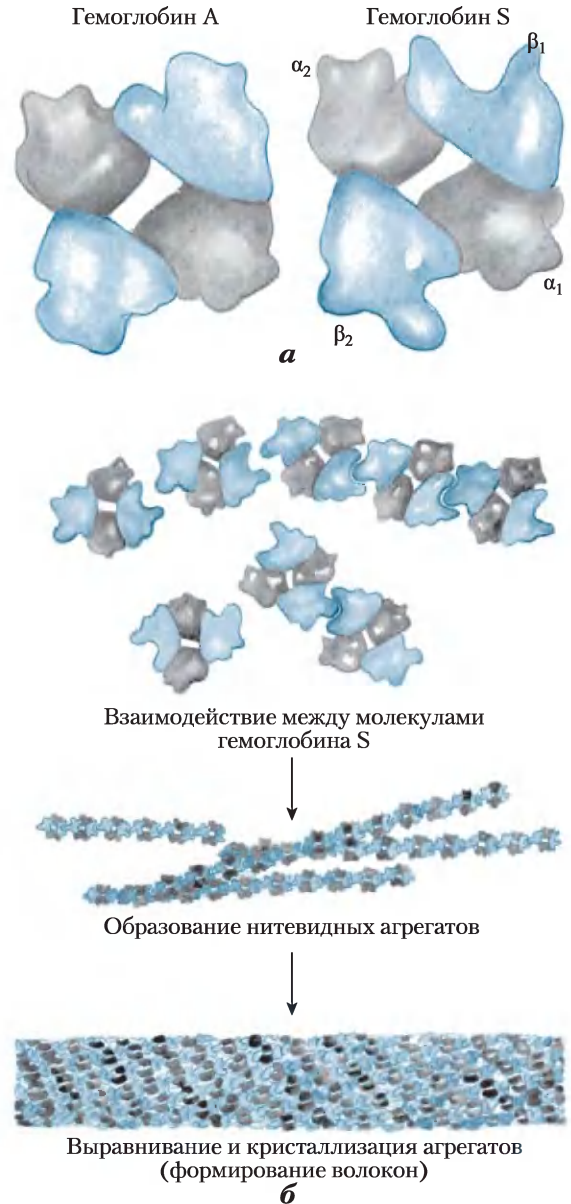 Гемоглобин А
Гемоглобин S
α₂
β₁
α₁
β₂
а
Взаимодействие между молекулами
гемоглобина S
Образование нитевидных агрегатов
Выравнивание и кристаллизация агрегатов
(формирование волокон)
б